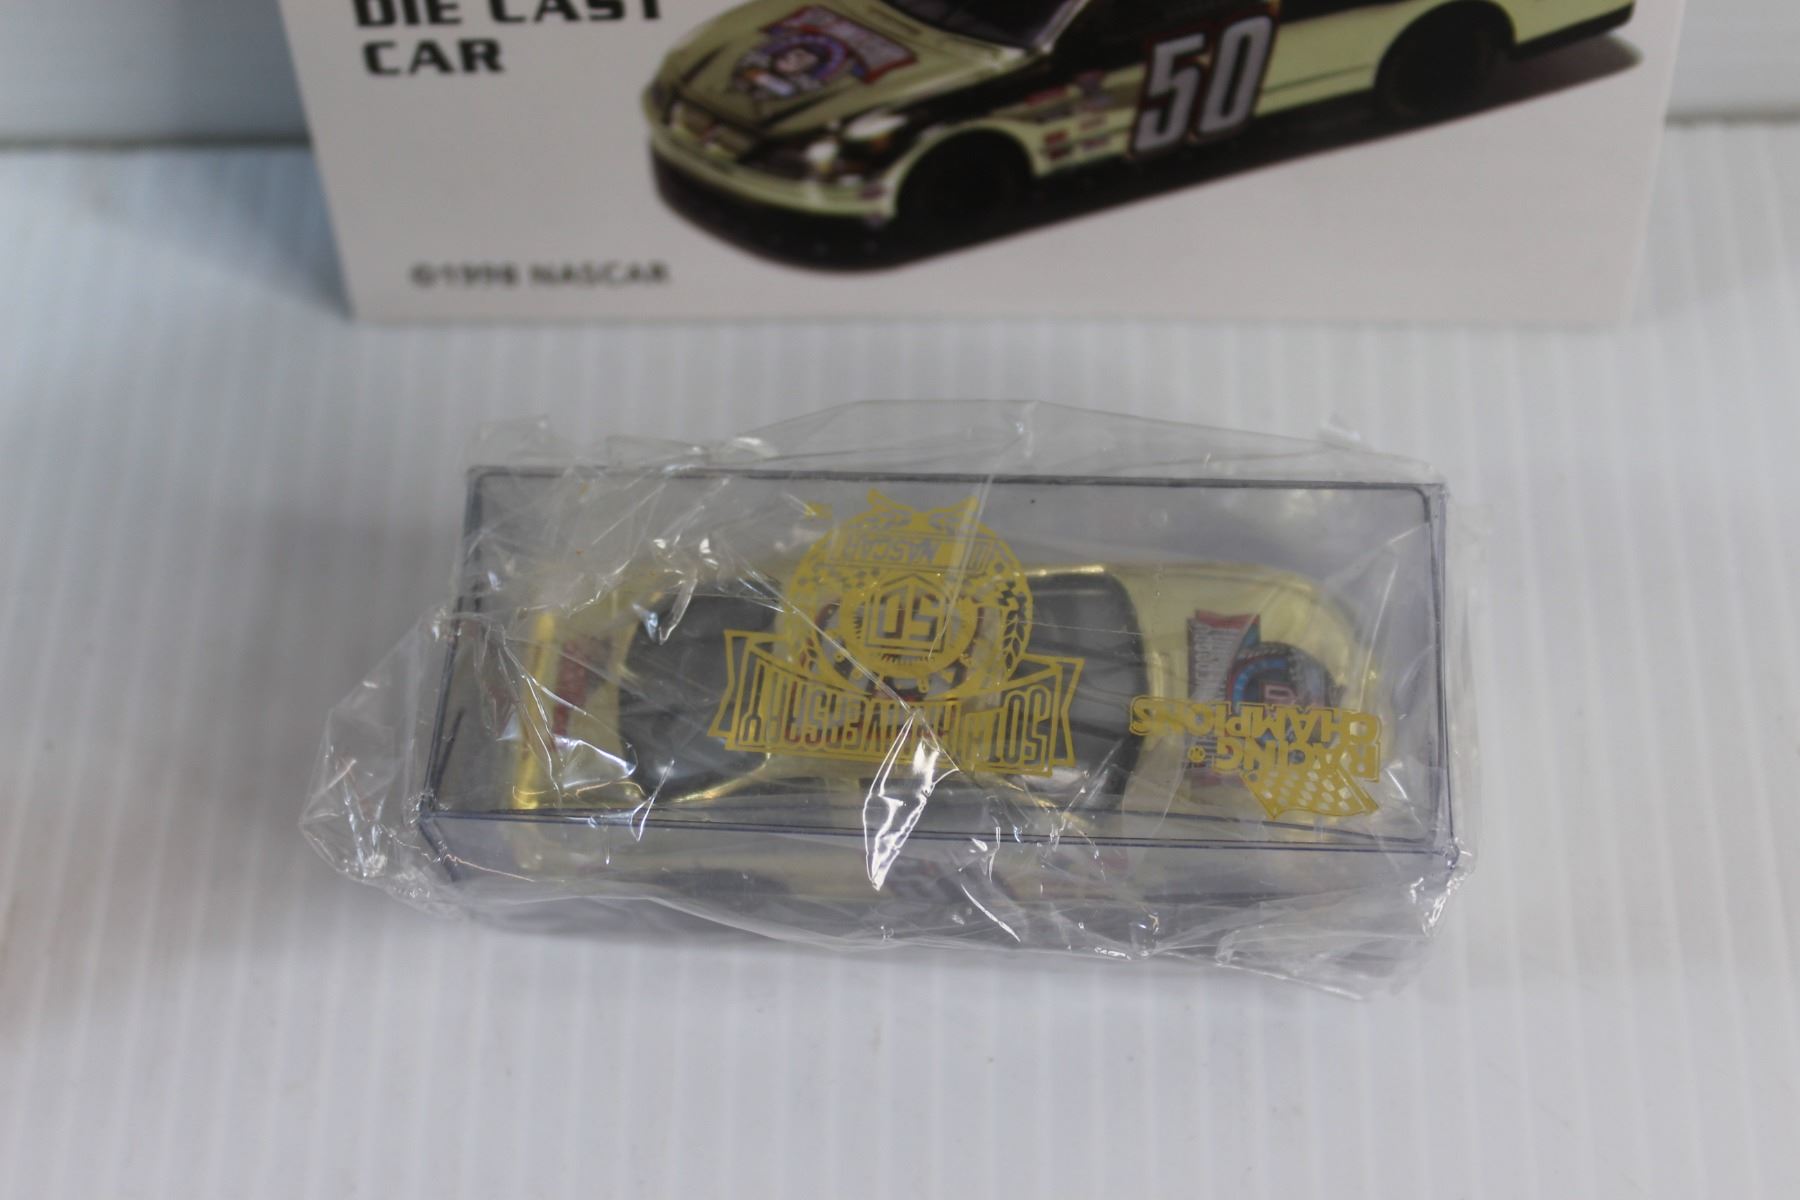 DIE CAST
CAR
50
©1998 NASCAR
NASCAR
50
50TH ANNIVERSARY
RACING
CHAMPIONS